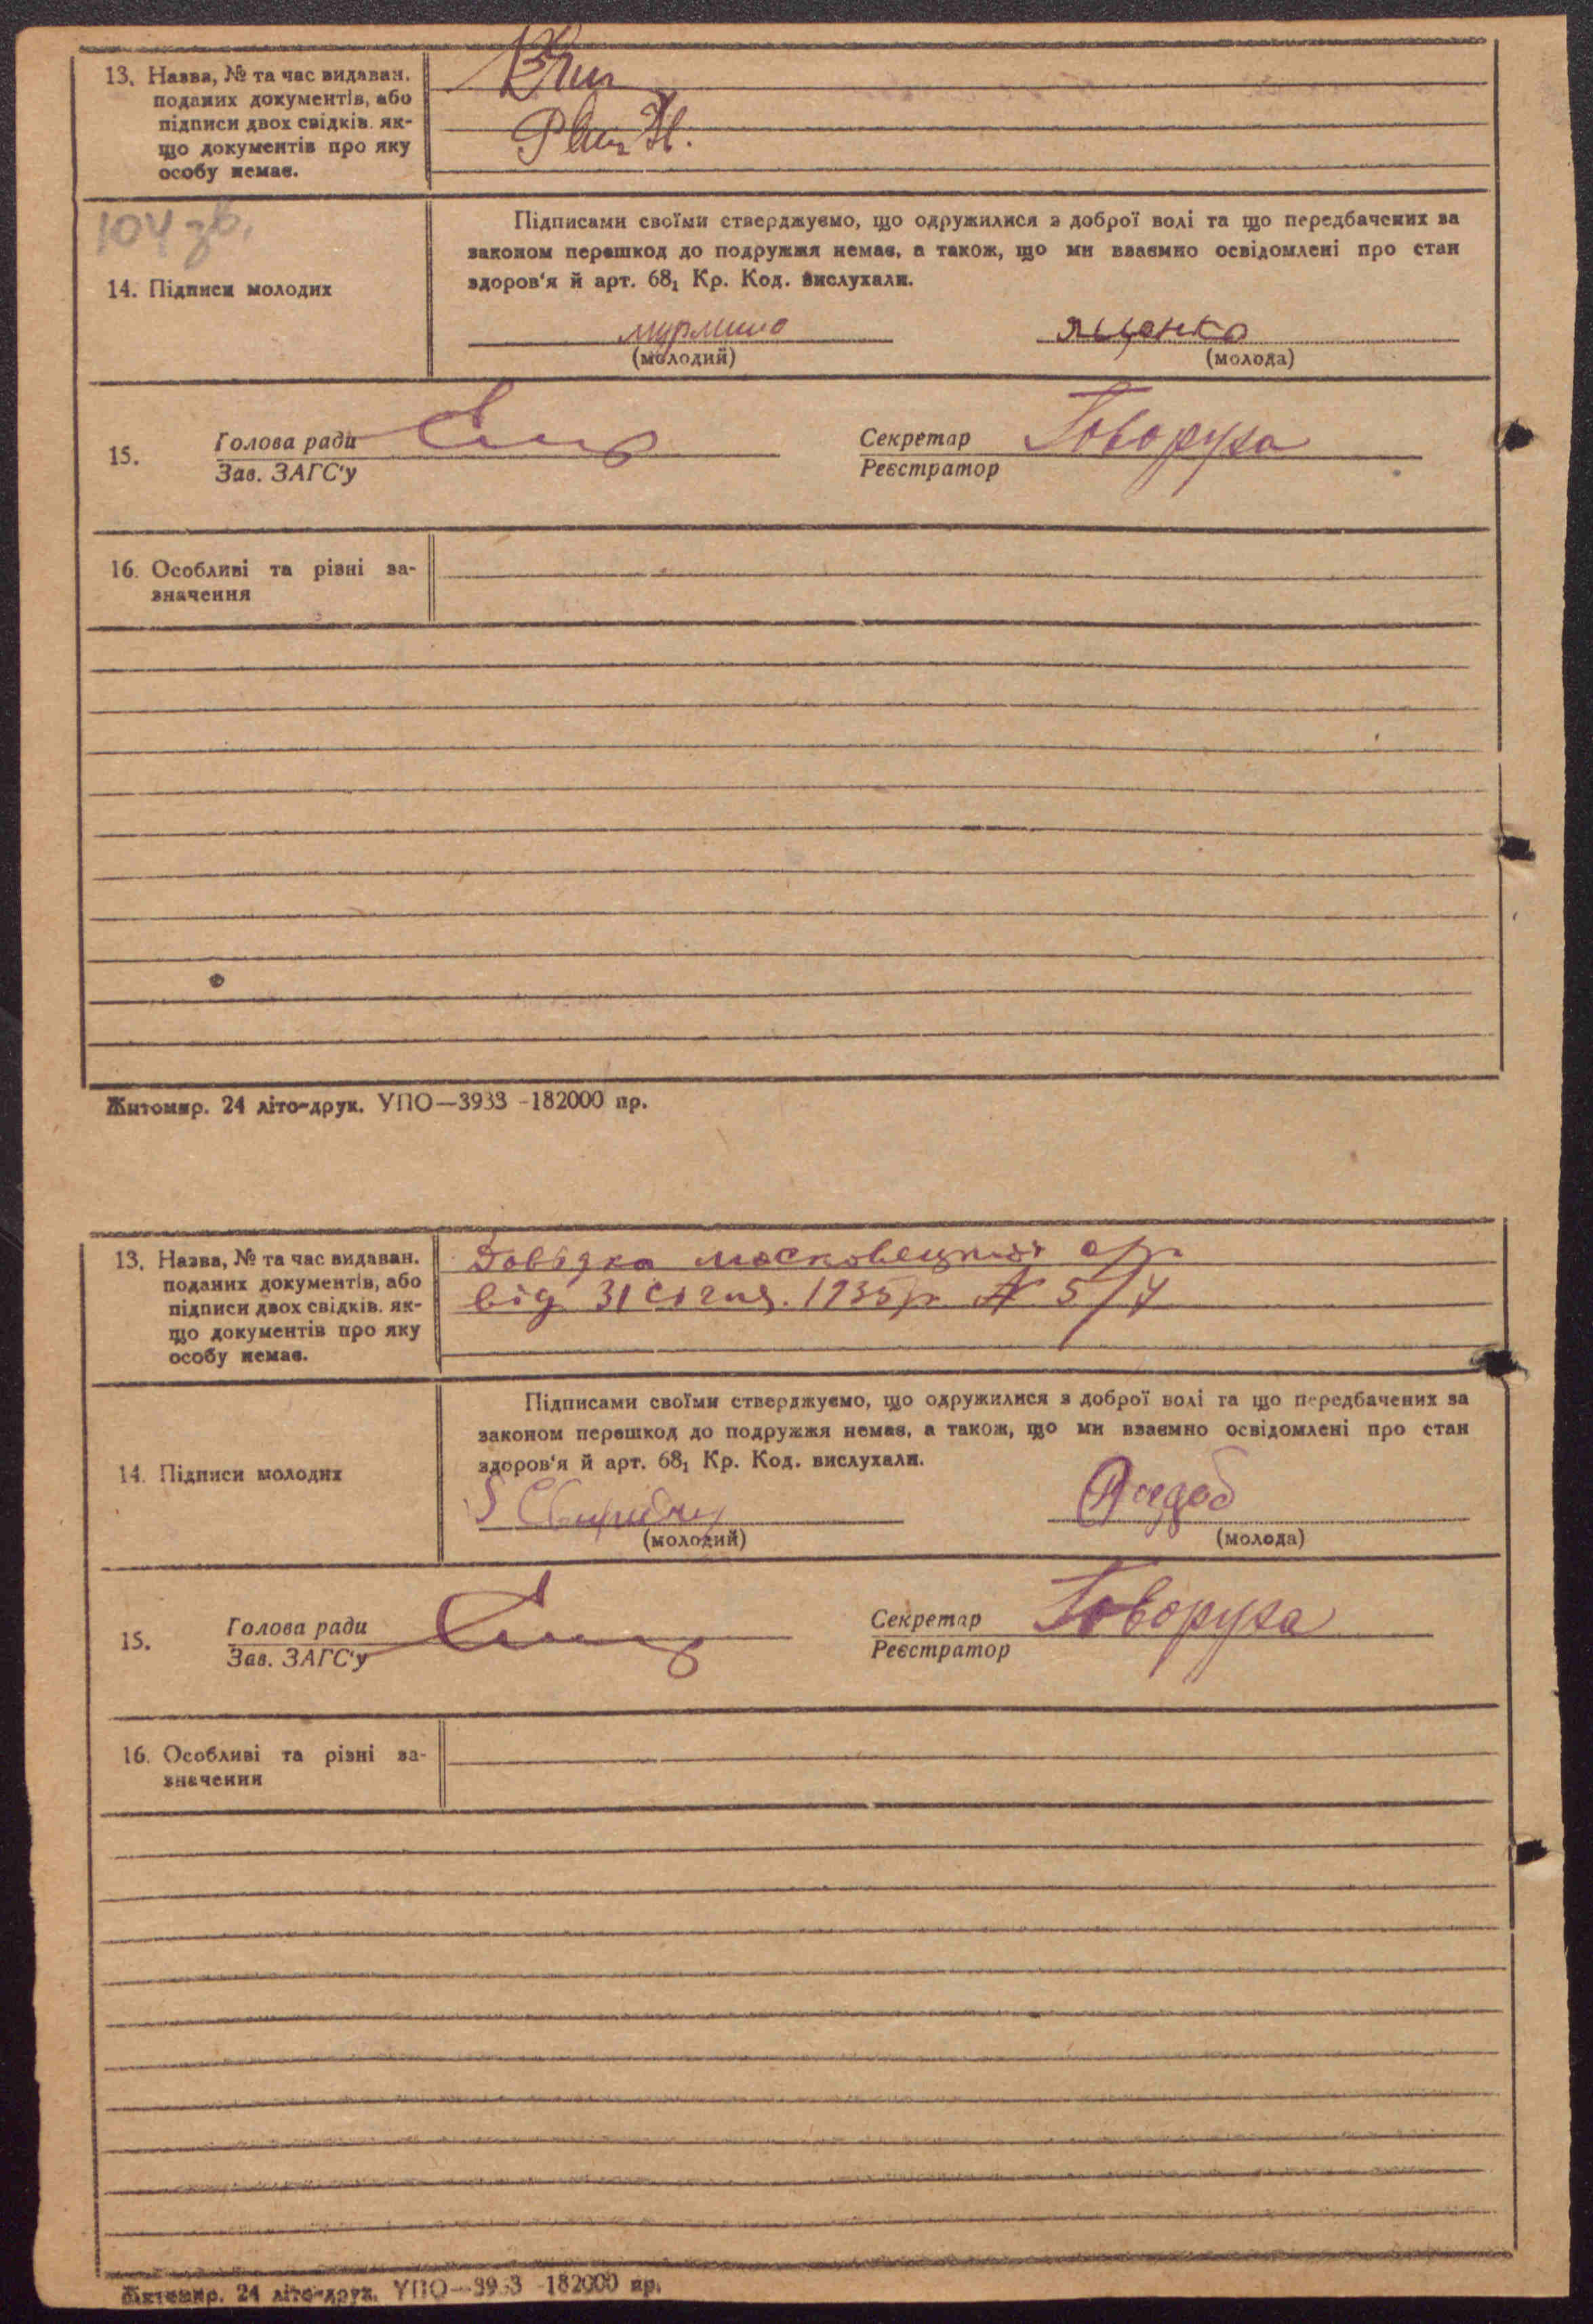 13. Назва, № та час видаван.
поданих документів, або
підписи двох свідків, як-
що документів про яку
особу немає.
104 зв.
Підписами своїми стверджуємо, що одружилися з доброї волі та що передбачених за
законом перешкод до подружжя немає, а також, що ми взаємно освідомлені про стан
здоров'я й арт. 68₁ Кр. Код. вислухали.
14. Підписи молодих
ященко
(молодий) (молода)
15. Голова ради Секретар Говоруха
Зав. ЗАГС'у Реєстратор
16. Особливі та різні за-
значення
Житомир. 24 літо-друк. УПО—3933 -182000 пр.
13. Назва, № та час видаван.
поданих документів, або
підписи двох свідків, як-
що документів про яку
особу немає.
Довідка московецької с/р.
від 31 січня. 1935 р. № 5/4
Підписами своїми стверджуємо, що одружилися з доброї волі та що передбачених за
законом перешкод до подружжя немає, а також, що ми взаємно освідомлені про стан
здоров'я й арт. 68₁ Кр. Код. вислухали.
14. Підписи молодих
(молодий) (молода)
15. Голова ради Секретар Говоруха
Зав. ЗАГС'у Реєстратор
16. Особливі та різні за-
значення
Житомир. 24 літо-друк. УПО—3933 -182000 пр.